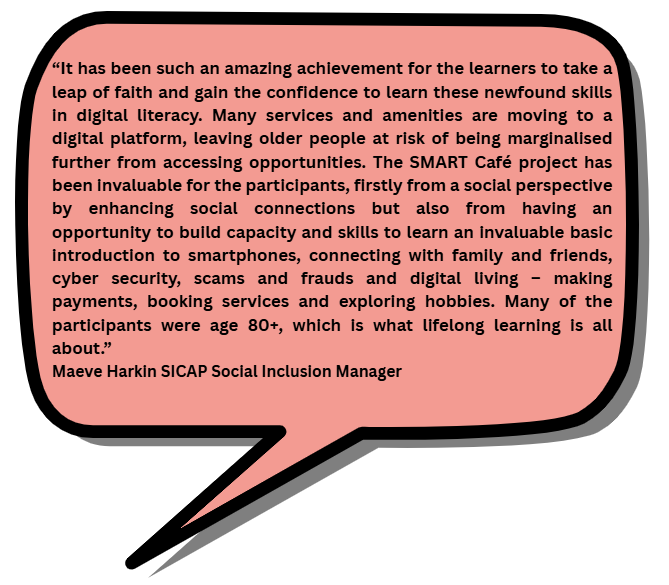 “It has been such an amazing achievement for the learners to take a
leap of faith and gain the confidence to learn these newfound skills
in digital literacy. Many services and amenities are moving to a
digital platform, leaving older people at risk of being marginalised
further from accessing opportunities. The SMART Café project has
been invaluable for the participants, firstly from a social perspective
by enhancing social connections but also from having an
opportunity to build capacity and skills to learn an invaluable basic
introduction to smartphones, connecting with family and friends,
cyber security, scams and frauds and digital living – making
payments, booking services and exploring hobbies. Many of the
participants were age 80+, which is what lifelong learning is all
about.”
Maeve Harkin SICAP Social Inclusion Manager